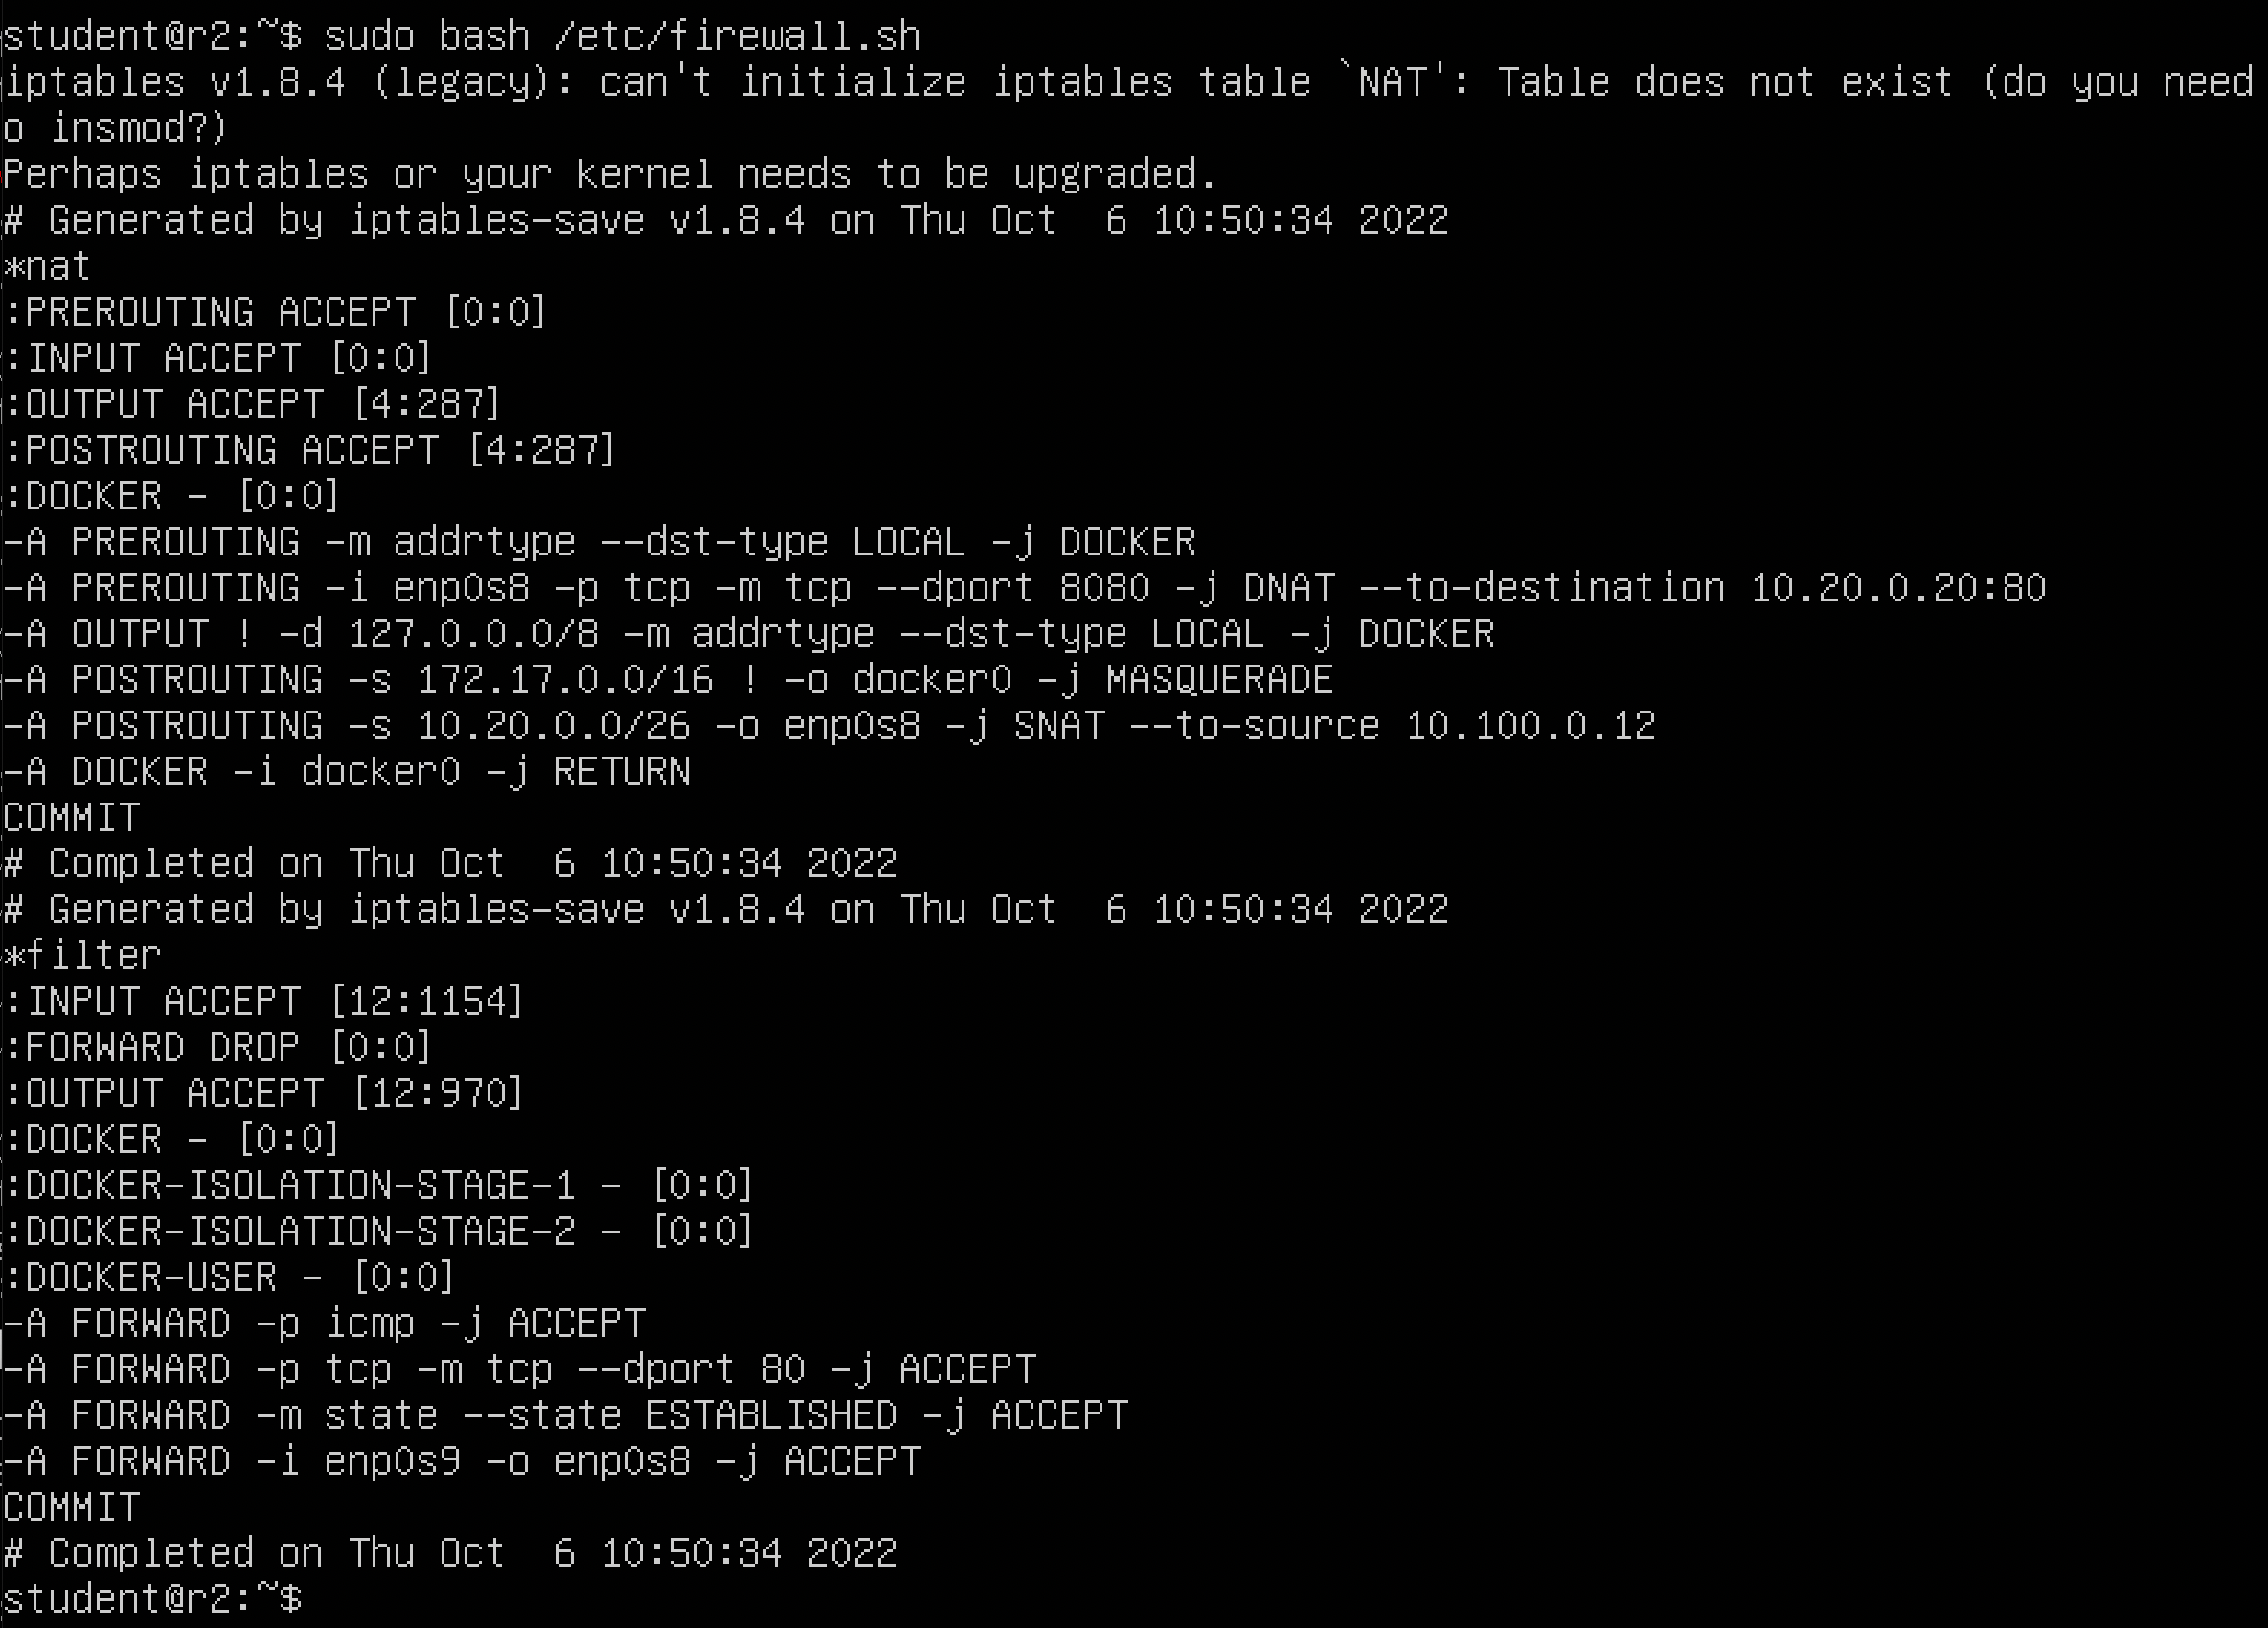 student@r2:~$ sudo bash /etc/firewall.sh
iptables v1.8.4 (legacy): can't initialize iptables table `NAT': Table does not exist (do you need
o insmod?)
Perhaps iptables or your kernel needs to be upgraded.
# Generated by iptables-save v1.8.4 on Thu Oct  6 10:50:34 2022
*nat
:PREROUTING ACCEPT [0:0]
:INPUT ACCEPT [0:0]
:OUTPUT ACCEPT [4:287]
:POSTROUTING ACCEPT [4:287]
:DOCKER - [0:0]
-A PREROUTING -m addrtype --dst-type LOCAL -j DOCKER
-A PREROUTING -i enp0s8 -p tcp -m tcp --dport 8080 -j DNAT --to-destination 10.20.0.20:80
-A OUTPUT ! -d 127.0.0.0/8 -m addrtype --dst-type LOCAL -j DOCKER
-A POSTROUTING -s 172.17.0.0/16 ! -o docker0 -j MASQUERADE
-A POSTROUTING -s 10.20.0.0/26 -o enp0s8 -j SNAT --to-source 10.100.0.12
-A DOCKER -i docker0 -j RETURN
COMMIT
# Completed on Thu Oct  6 10:50:34 2022
# Generated by iptables-save v1.8.4 on Thu Oct  6 10:50:34 2022
*filter
:INPUT ACCEPT [12:1154]
:FORWARD DROP [0:0]
:OUTPUT ACCEPT [12:970]
:DOCKER - [0:0]
:DOCKER-ISOLATION-STAGE-1 - [0:0]
:DOCKER-ISOLATION-STAGE-2 - [0:0]
:DOCKER-USER - [0:0]
-A FORWARD -p icmp -j ACCEPT
-A FORWARD -p tcp -m tcp --dport 80 -j ACCEPT
-A FORWARD -m state --state ESTABLISHED -j ACCEPT
-A FORWARD -i enp0s9 -o enp0s8 -j ACCEPT
COMMIT
# Completed on Thu Oct  6 10:50:34 2022
student@r2:~$